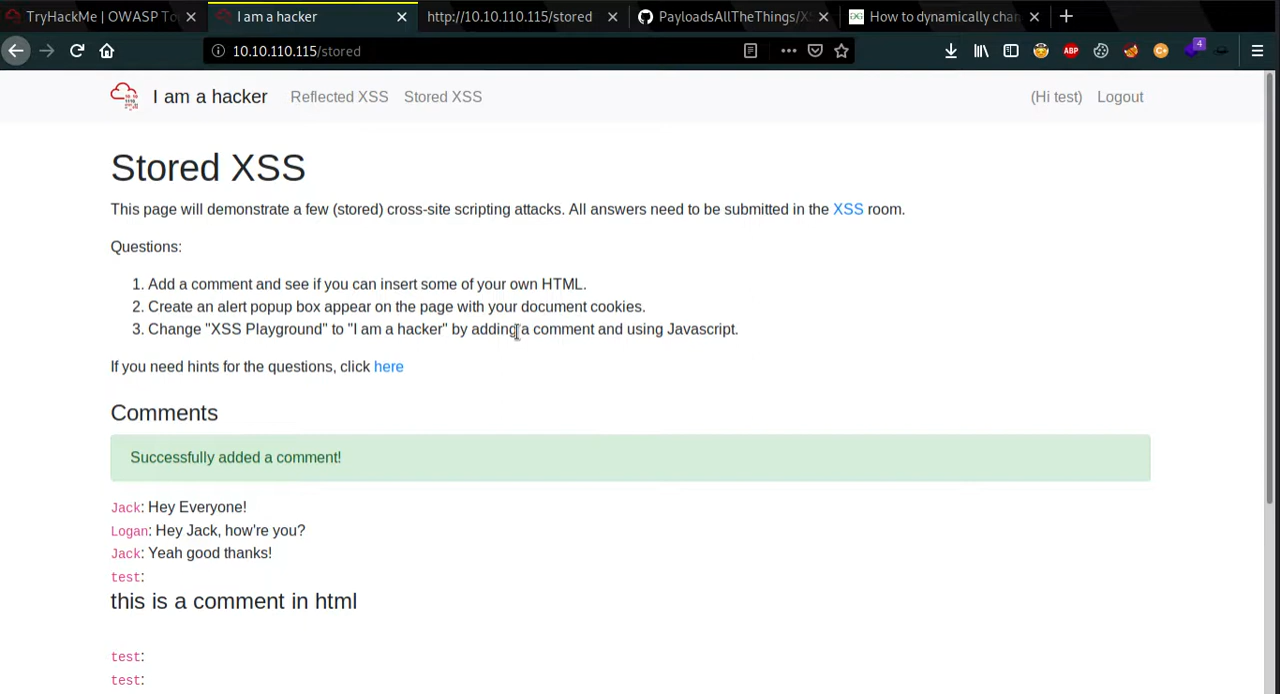 TryHackMe | OWASP To
I am a hacker
http://10.10.110.115/stored
PayloadsAllTheThings/X
How to dynamically chan
10.10.110.115/stored
ABP
4
I am a hacker
Reflected XSS
Stored XSS
(Hi test)
Logout
Stored XSS
This page will demonstrate a few (stored) cross-site scripting attacks. All answers need to be submitted in the XSS room.
Questions:
1. Add a comment and see if you can insert some of your own HTML.
2. Create an alert popup box appear on the page with your document cookies.
3. Change "XSS Playground" to "I am a hacker" by adding a comment and using Javascript.
If you need hints for the questions, click here
Comments
Successfully added a comment!
Jack: Hey Everyone!
Logan: Hey Jack, how're you?
Jack: Yeah good thanks!
test:
this is a comment in html
test:
test: